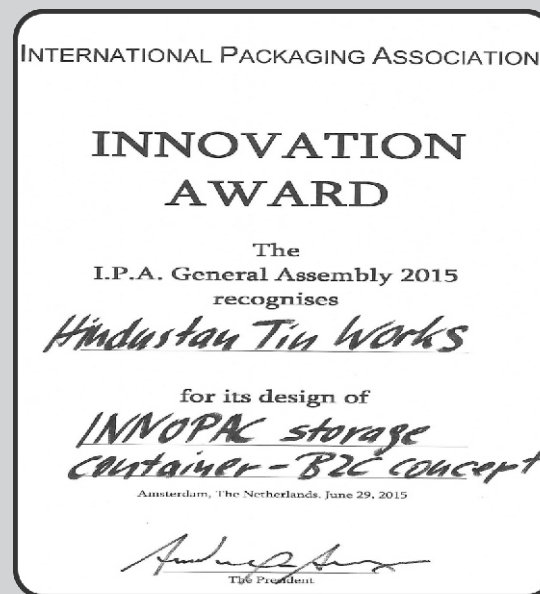 INTERNATIONAL PACKAGING ASSOCIATION
INNOVATION
AWARD
The
I.P.A. General Assembly 2015
recognises
Hindustan Tin Works
for its design of
INNOPAC storage
container - B2C concept
Amsterdam, The Netherlands, June 29, 2015
The President